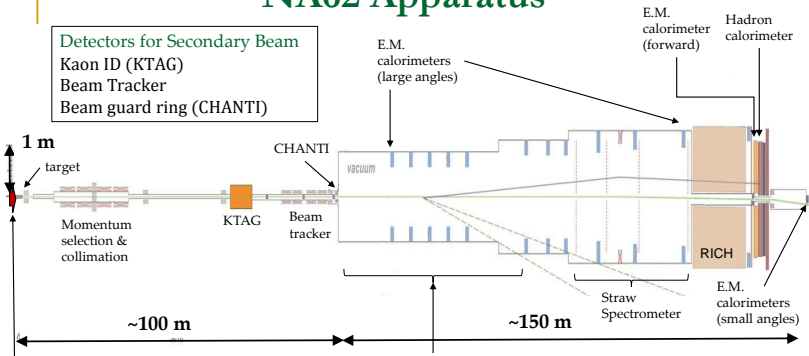 NA62 Apparatus
Detectors for Secondary Beam
Kaon ID (KTAG)
Beam Tracker
Beam guard ring (CHANTI)
E.M.
calorimeters
(large angles)
E.M.
calorimeter
(forward)
Hadron
calorimeter
1 m
target
CHANTI
vacuum
Momentum
selection &
collimation
KTAG
Beam
tracker
RICH
Straw
Spectrometer
E.M.
calorimeters
(small angles)
~100 m
~150 m